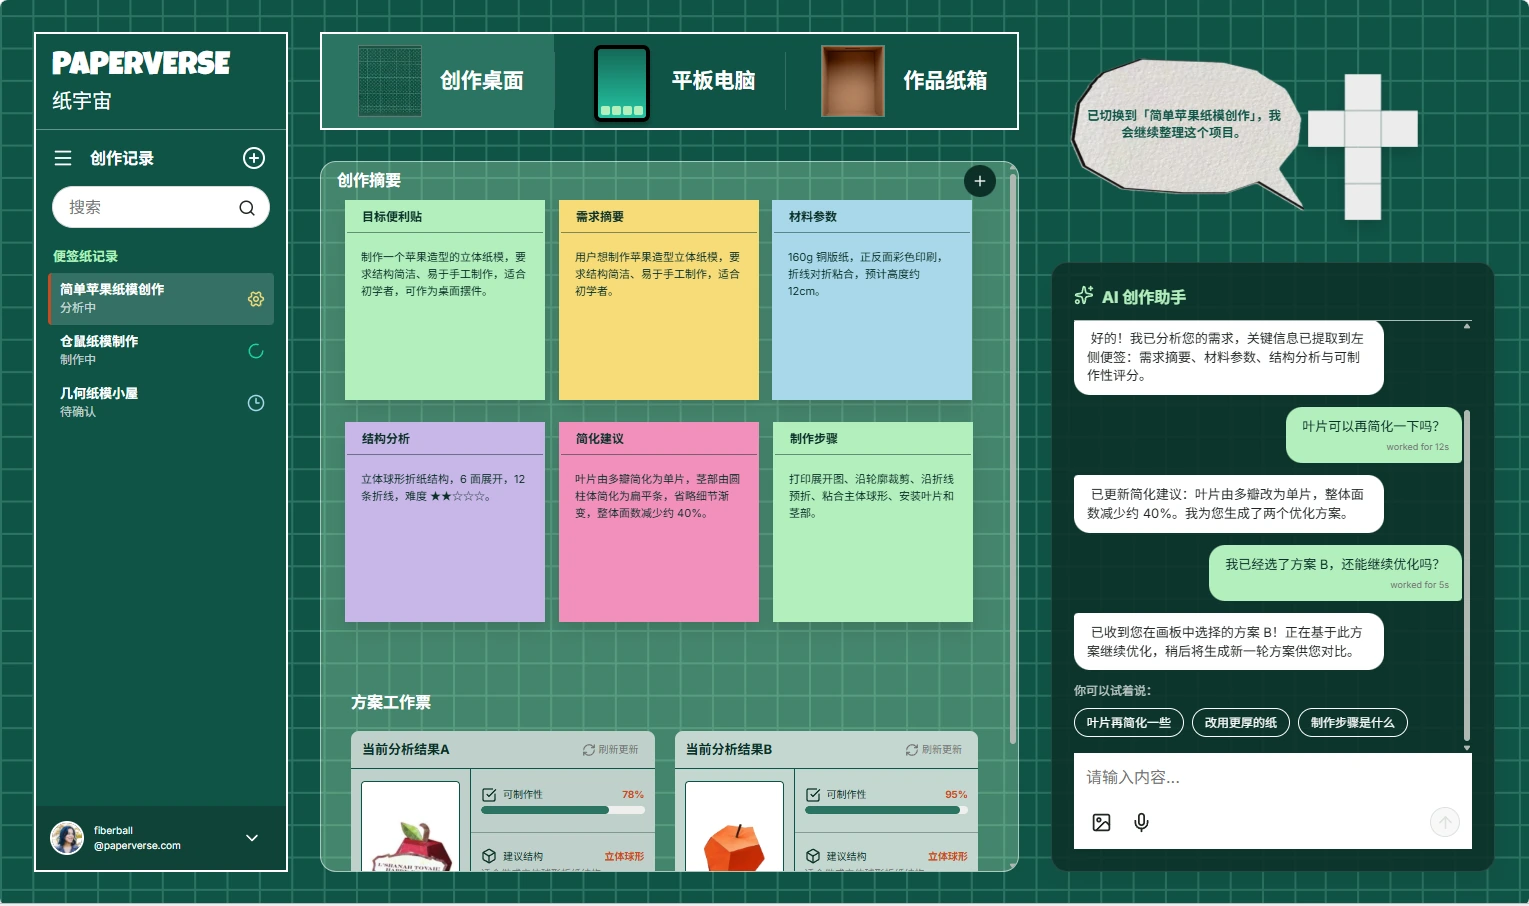 PAPERVERSE
纸宇宙
创作记录
搜索
便签纸记录
简单苹果纸模创作
分析中
仓鼠纸模制作
制作中
几何纸模小屋
待确认
fiberball
@paperverse.com
创作桌面
平板电脑
作品纸箱
创作摘要
目标便利贴
制作一个苹果造型的立体纸模，要
求结构简洁、易于手工制作，适合
初学者，可作为桌面摆件。
需求摘要
用户想制作苹果造型立体纸模，要
求结构简洁、易于手工制作，适合
初学者。
材料参数
160g 铜版纸，正反面彩色印刷，
折线对折粘合，预计高度约
12cm。
结构分析
立体球形折纸结构，6 面展开，12
条折线，难度 ★★☆☆☆。
简化建议
叶片由多瓣简化为单片，茎部由圆
柱体简化为扁平条，省略细节渐
变，整体面数减少约 40%。
制作步骤
打印展开图、沿轮廓裁剪、沿折线
预折、粘合主体球形、安装叶片和
茎部。
方案工作票
当前分析结果A
刷新更新
可制作性
78%
建议结构
立体球形
L'SHANAH TOVAH
当前分析结果B
刷新更新
可制作性
95%
建议结构
立体球形
已切换到「简单苹果纸模创作」，我
会继续整理这个项目。
AI 创作助手
好的！我已分析您的需求，关键信息已提取到左
侧便签：需求摘要、材料参数、结构分析与可制
作性评分。
叶片可以再简化一下吗？
worked for 12s
已更新简化建议：叶片由多瓣改为单片，整体面
数减少约 40%。我为您生成了两个优化方案。
我已经选了方案 B，还能继续优化吗？
worked for 5s
已收到您在画板中选择的方案 B！正在基于此方
案继续优化，稍后将生成新一轮方案供您对比。
你可以试着说：
叶片再简化一些
改用更厚的纸
制作步骤是什么
请输入内容...